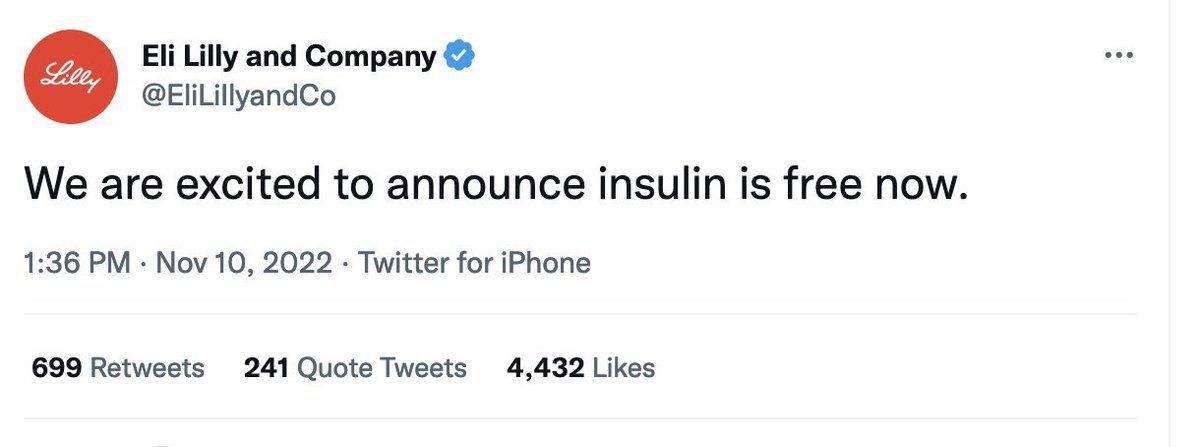 Lilly
Eli Lilly and Company
@EliLillyandCo
We are excited to announce insulin is free now.
1:36 PM · Nov 10, 2022 · Twitter for iPhone
699 Retweets 241 Quote Tweets 4,432 Likes